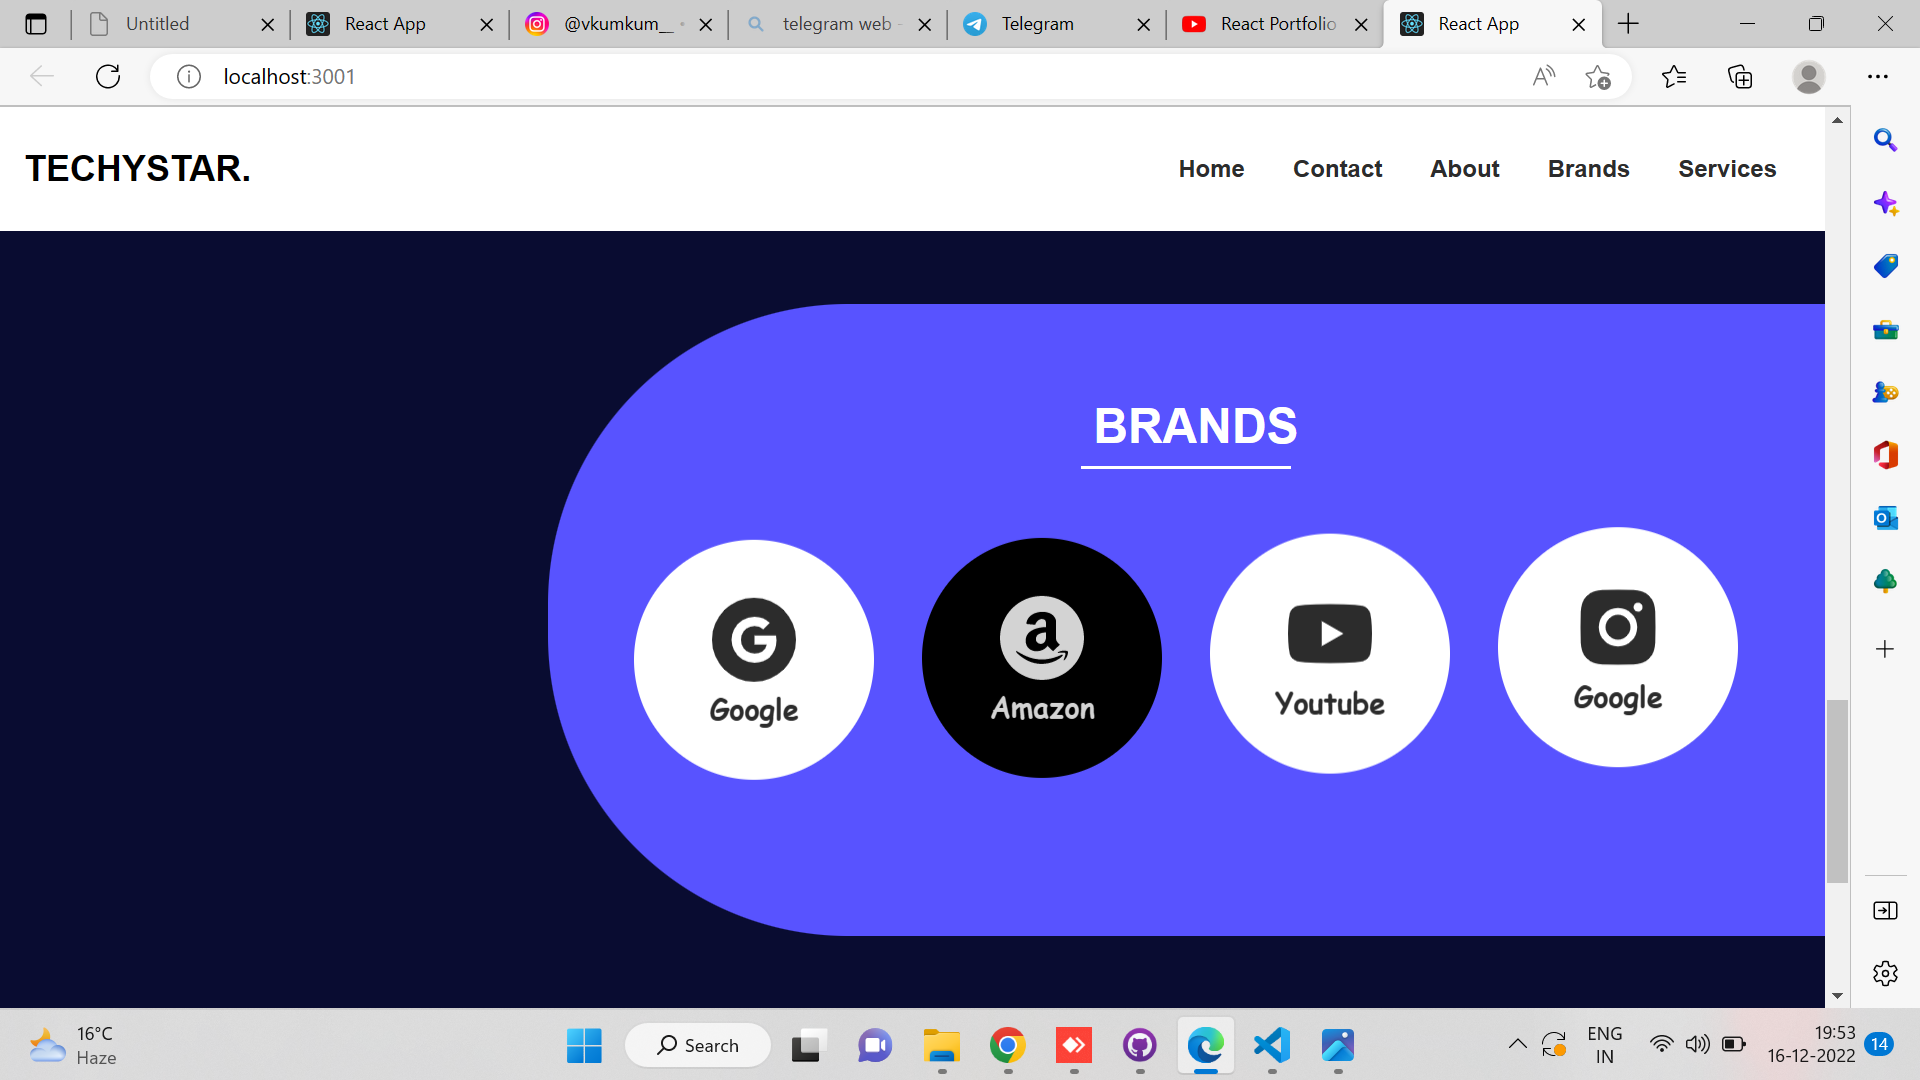 Untitled
React App
@vkumkum__
telegram web -
Telegram
React Portfolio
React App
localhost:3001
TECHYSTAR.
Home Contact About Brands Services
BRANDS
Google
Amazon
Youtube
Google
16°C
Haze
Search
ENG
IN
19:53
16-12-2022
14